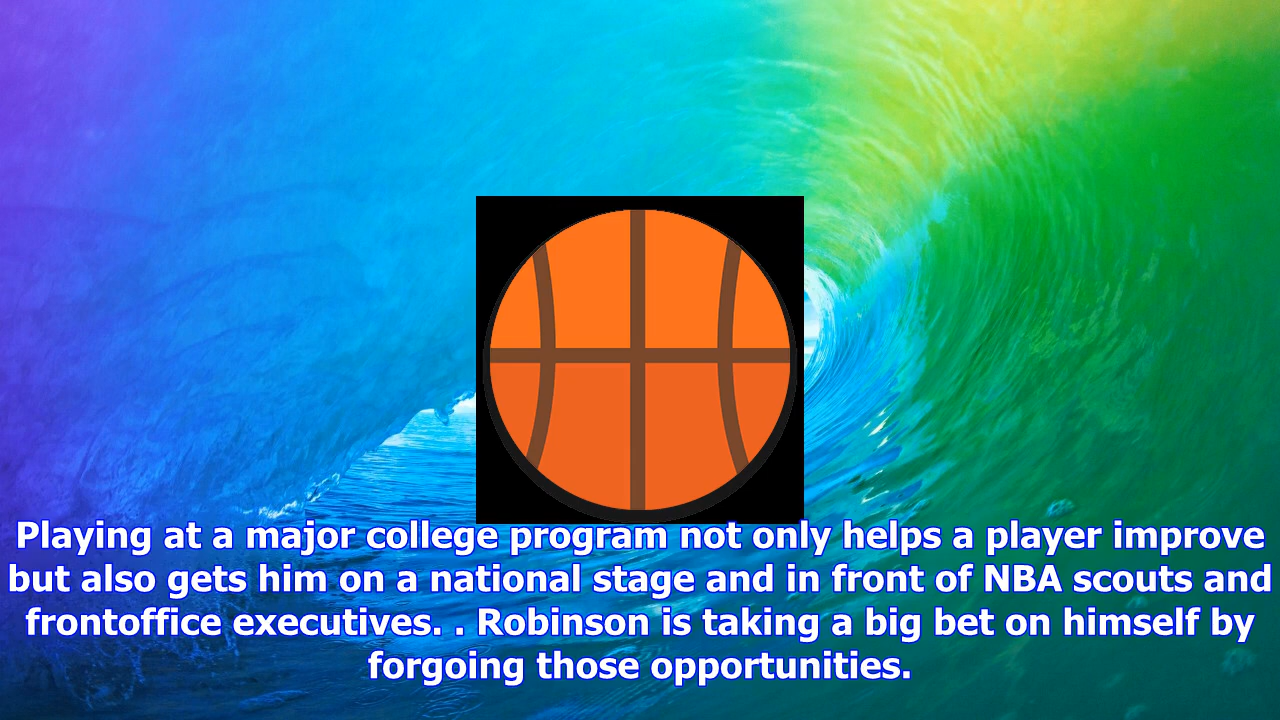 Playing at a major college program not only helps a player improve
but also gets him on a national stage and in front of NBA scouts and
frontoffice executives. . Robinson is taking a big bet on himself by
forgoing those opportunities.